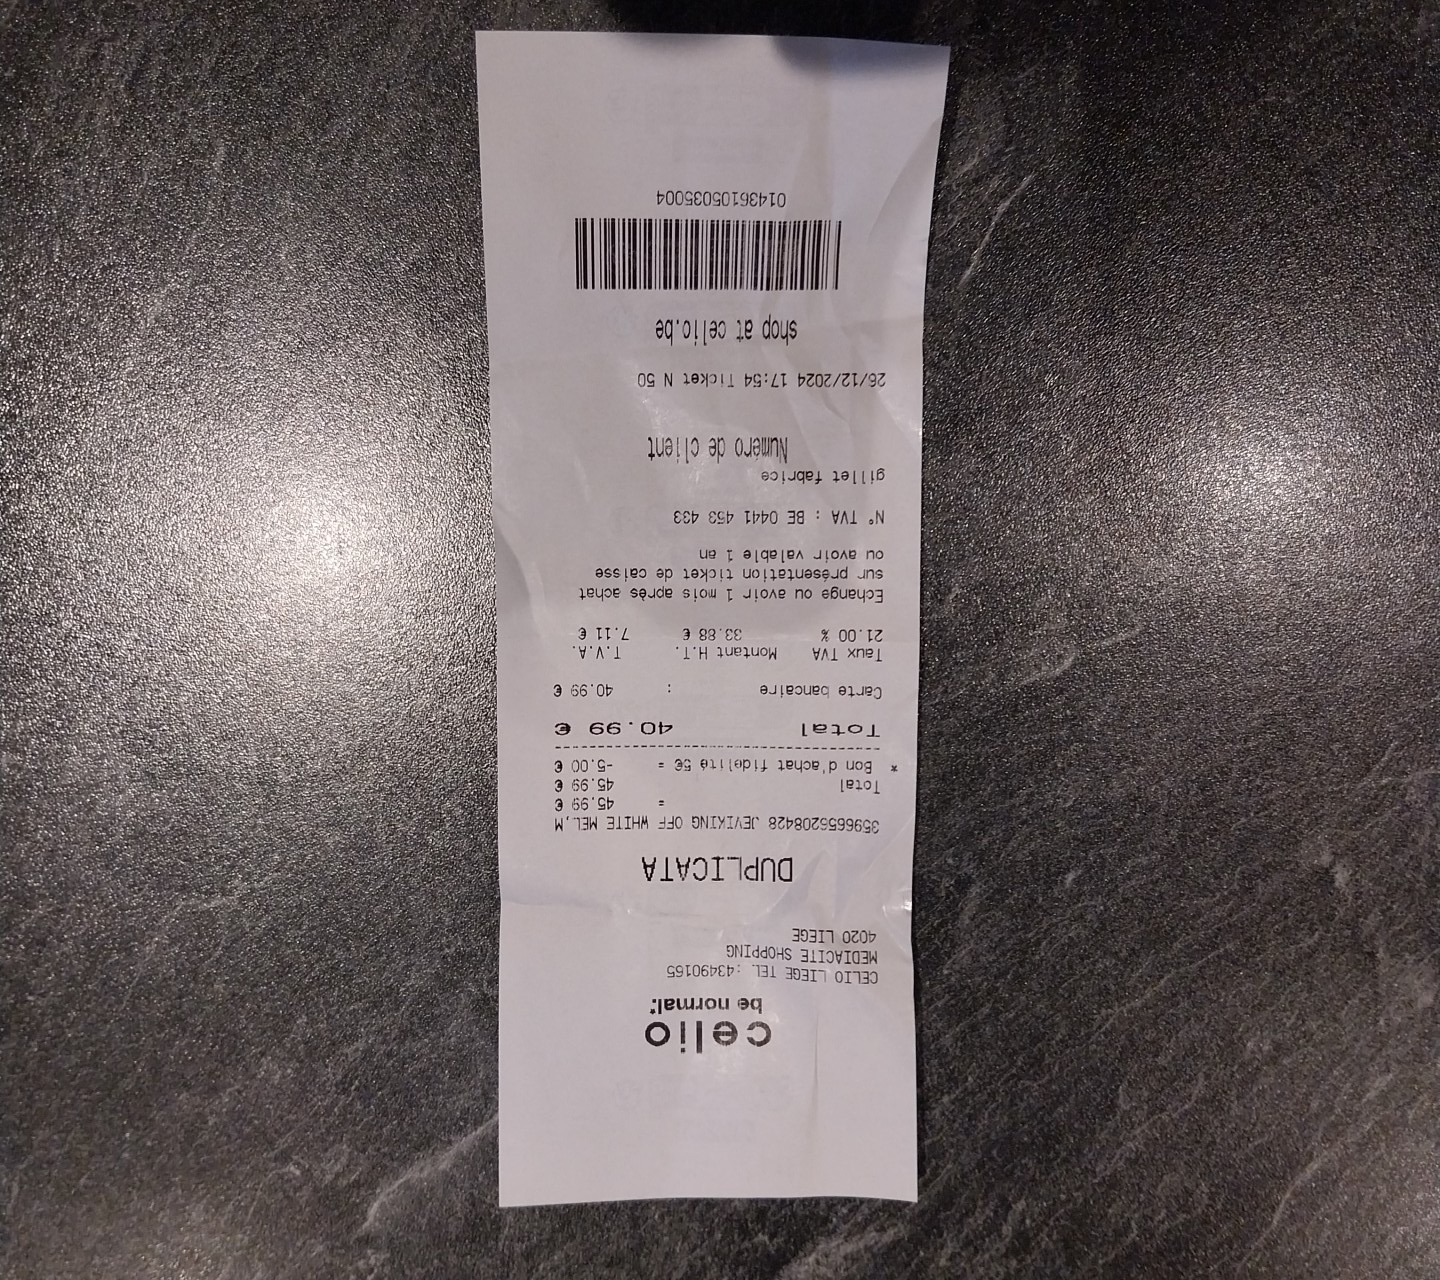 celio
be normal*
CELIO LIEGE TEL :43490165
MEDIACITE SHOPPING
4020 LIEGE
DUPLICATA
3596655208428 JEVIKING OFF WHITE MEL,M
= 45.99 €
Total 45.99 €
* Bon d'achat fidelité 5€ = -5.00 €
Total 40.99 €
Carte bancaire : 40.99 €
Taux TVA Montant H.T. T.V.A.
21.00 % 33.88 € 7.11 €
Echange ou avoir 1 mois après achat
sur présentation ticket de caisse
ou avoir valable 1 an
N° TVA : BE 0441 453 433
gillet fabrice
Numéro de client
26/12/2024 17:54 Ticket N 50
shop at celio.be
014361050035004